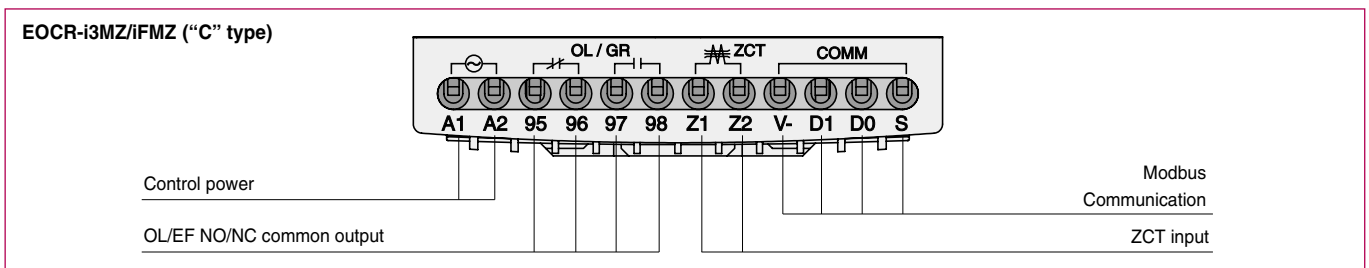 EOCR-i3MZ/iFMZ (“C” type)
OL / GR ZCT COMM
A1 A2 95 96 97 98 Z1 Z2 V- D1 D0 S
Control power
Modbus
Communication
OL/EF NO/NC common output
ZCT input